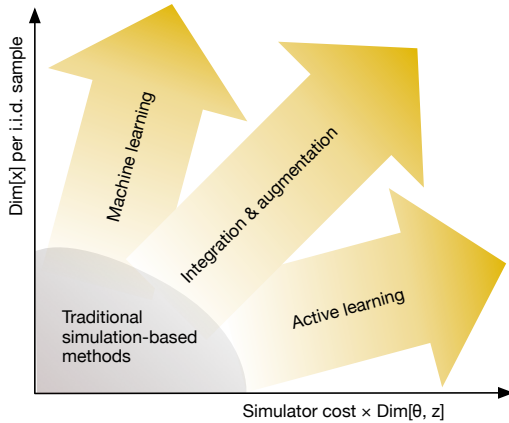 Dim[x] per i.i.d. sample
Machine learning
Integration & augmentation
Active learning
Traditional
simulation-based
methods
Simulator cost × Dim[θ, z]